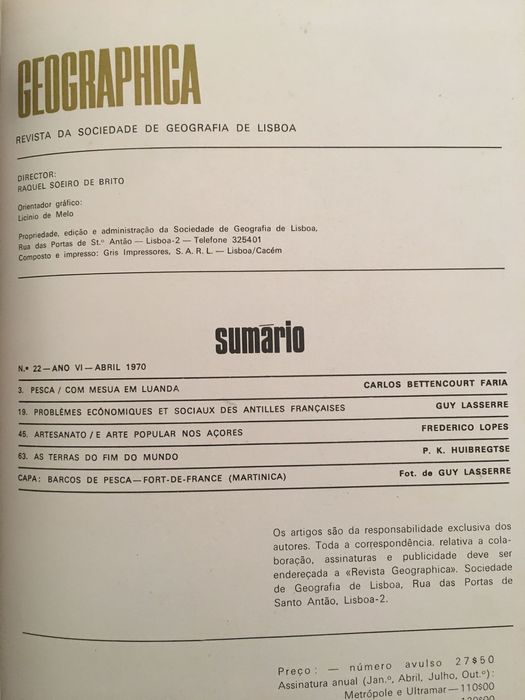 GEOGRAPHICA
REVISTA DA SOCIEDADE DE GEOGRAFIA DE LISBOA
DIRECTOR:
RAQUEL SOEIRO DE BRITO
Orientador gráfico:
Licínio de Melo
Propriedade, edição e administração da Sociedade de Geografia de Lisboa,
Rua das Portas de St.º Antão — Lisboa-2 — Telefone 325401
Composto e impresso: Gris Impressores, S. A. R. L. — Lisboa/Cacém
sumário
N.º 22 — ANO VI — ABRIL 1970
3. PESCA / COM MESUA EM LUANDA CARLOS BETTENCOURT FARIA
19. PROBLÊMES ECÔNOMIQUES ET SOCIAUX DES ANTILLES FRANÇAISES GUY LASSERRE
45. ARTESANATO / E ARTE POPULAR NOS AÇORES FREDERICO LOPES
63. AS TERRAS DO FIM DO MUNDO P. K. HUIBREGTSE
CAPA: BARCOS DE PESCA — FORT-DE-FRANCE (MARTINICA) Fot. de GUY LASSERRE
Os artigos são da responsabilidade exclusiva dos
autores. Toda a correspondência. relativa a cola-
boração, assinaturas e publicidade deve ser
endereçada a «Revista Geographica». Sociedade
de Geografia de Lisboa, Rua das Portas de
Santo Antão, Lisboa-2.
Preço: — número avulso 27$50
Assinatura anual (Jan.º, Abril, Julho, Out.º):
Metrópole e Ultramar — 110$00